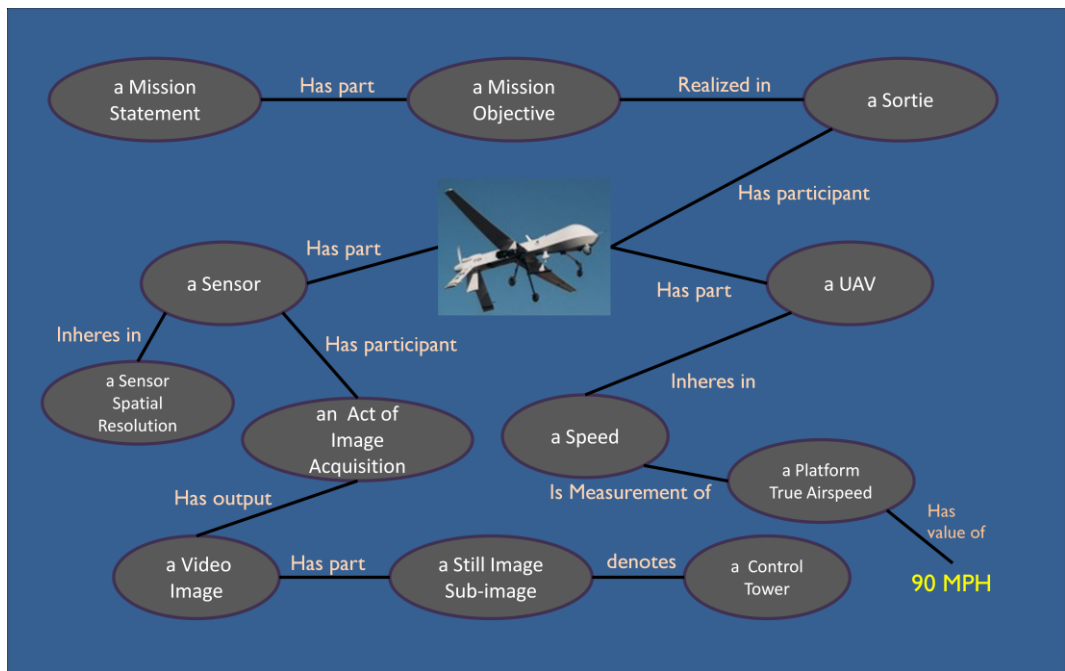 a Mission
Statement
Has part
a Mission
Objective
Realized in
a Sortie
Has participant
Has part
a Sensor
Has part
a UAV
Inheres in
Has participant
Inheres in
a Sensor
Spatial
Resolution
an Act of
Image
Acquisition
a Speed
Is Measurement of
a Platform
True Airspeed
Has output
Has
value of
a Video
Image
Has part
a Still Image
Sub-image
denotes
a Control
Tower
90 MPH